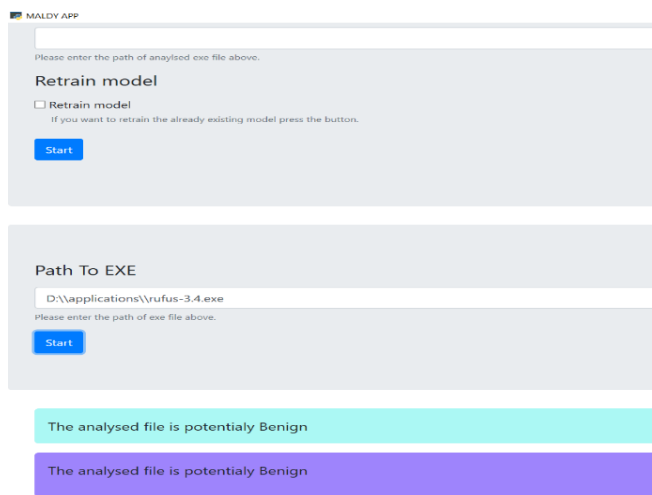 MALDY APP
Please enter the path of anaylsed exe file above.
Retrain model
Retrain model
If you want to retrain the already existing model press the button.
Start
Path To EXE
D:\\applications\\rufus-3.4.exe
Please enter the path of exe file above.
Start
The analysed file is potentialy Benign
The analysed file is potentialy Benign